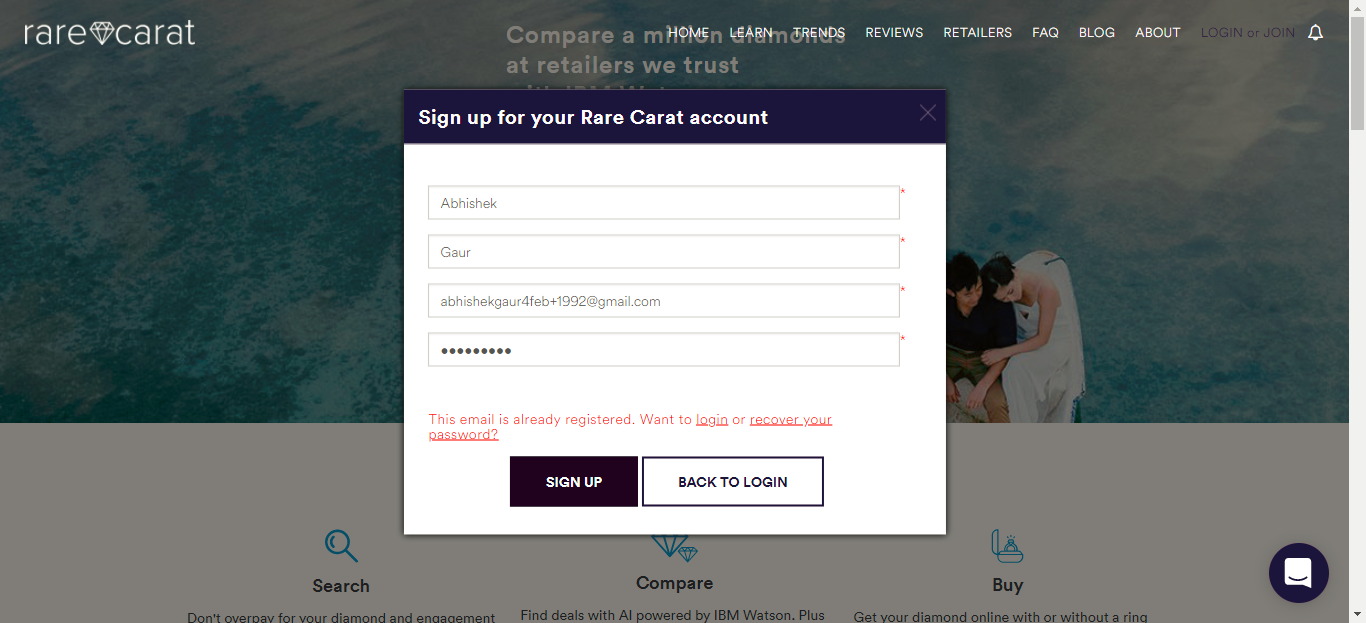 rare carat
HOME LEARN TRENDS REVIEWS RETAILERS FAQ BLOG ABOUT LOGIN or JOIN
Compare a million diamonds
at retailers we trust
with IBM Watson
Sign up for your Rare Carat account
Abhishek *
Gaur *
abhishekgaur4feb+1992@gmail.com *
●●●●●●●●● *
This email is already registered. Want to login or recover your
password?
SIGN UP BACK TO LOGIN
Search
Don't overpay for your diamond and engagement
Compare
Find deals with AI powered by IBM Watson. Plus
Buy
Get your diamond online with or without a ring